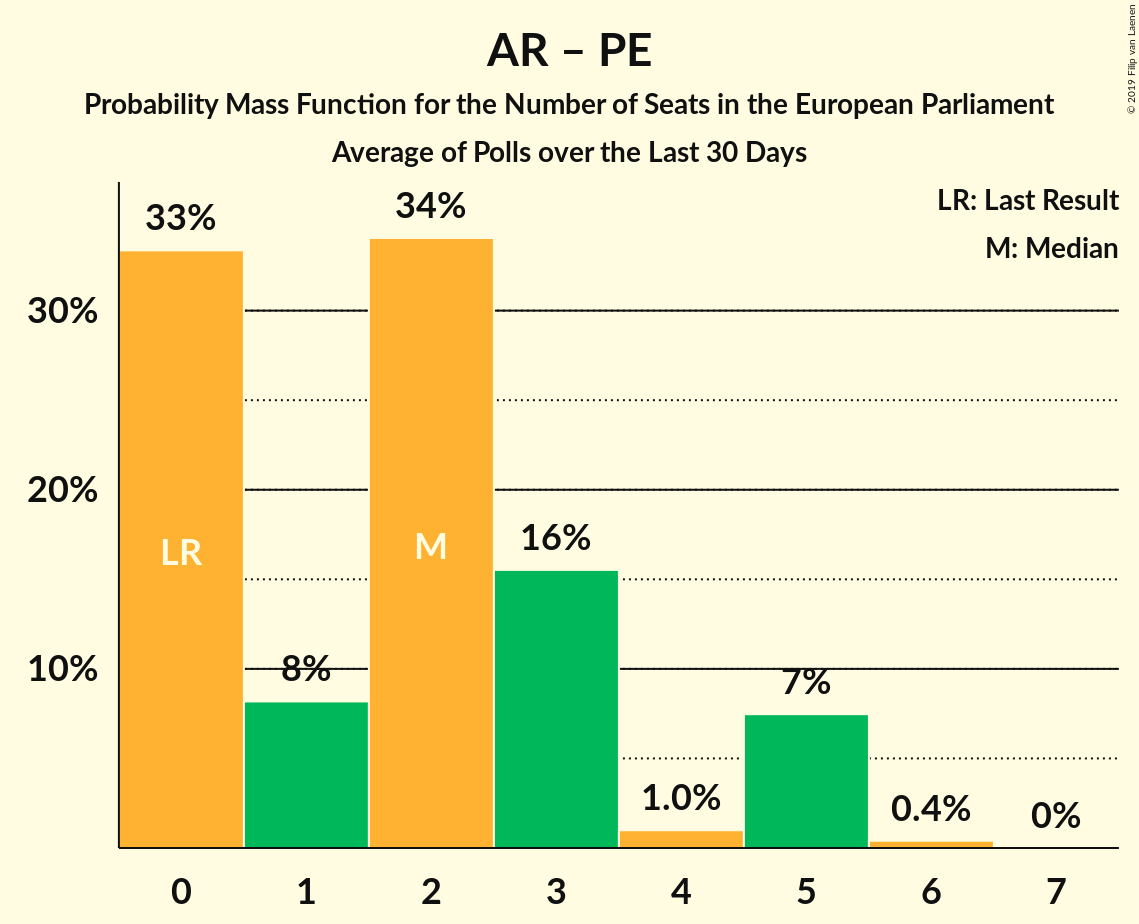 AR – PE
Probability Mass Function for the Number of Seats in the European Parliament
Average of Polls over the Last 30 Days
© 2019 Filip van Laenen
LR: Last Result
M: Median
33%
34%
30%
20%
16%
LR
M
10%
8%
7%
1.0%
0.4%
0%
0 1 2 3 4 5 6 7